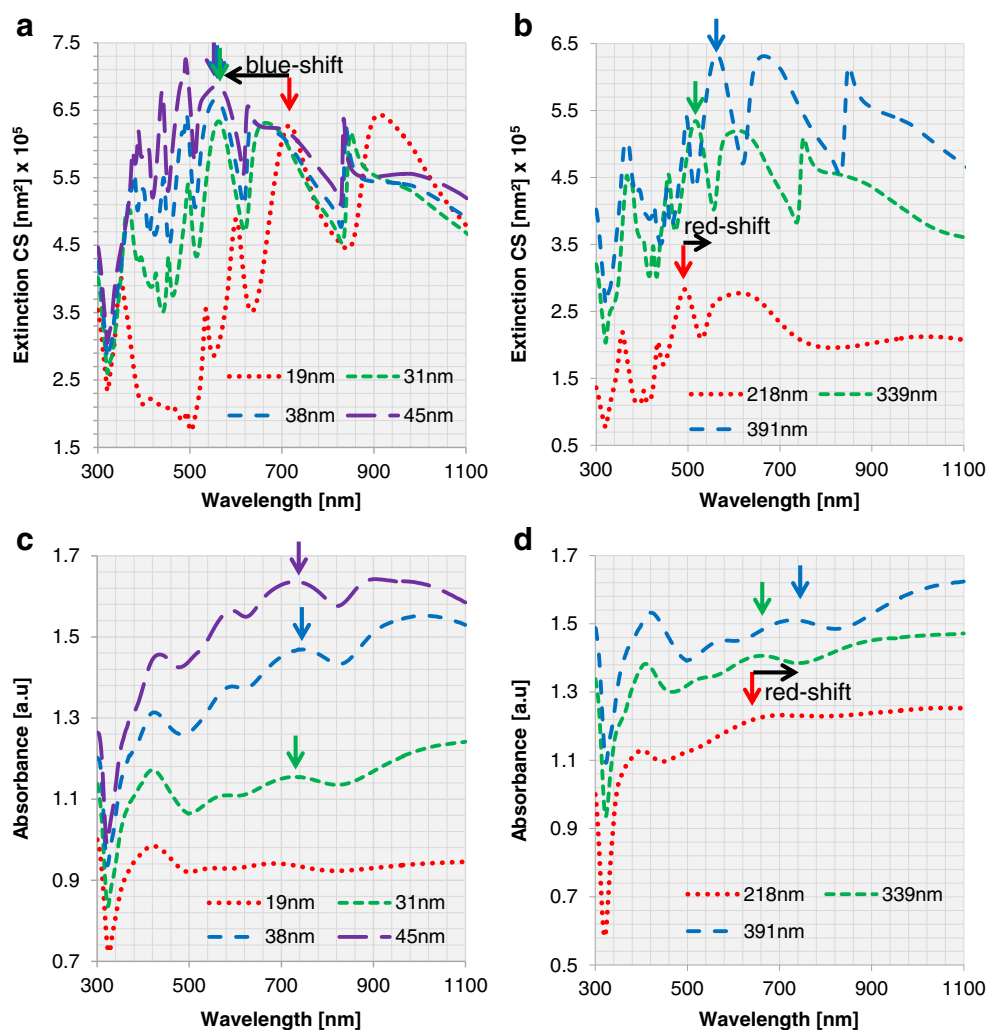 a
7.5
6.5
5.5
4.5
3.5
2.5
1.5
Extinction CS [nm²] x 10⁵
blue-shift
19nm
31nm
38nm
45nm
300
500
700
900
1100
Wavelength [nm]
b
6.5
5.5
4.5
3.5
2.5
1.5
0.5
Extinction CS [nm²] x 10⁵
red-shift
218nm
339nm
391nm
300
500
700
900
1100
Wavelength [nm]
c
1.7
1.5
1.3
1.1
0.9
0.7
Absorbance [a.u]
19nm
31nm
38nm
45nm
300
500
700
900
1100
Wavelength [nm]
d
1.7
1.5
1.3
1.1
0.9
0.7
0.5
Absorbance [a.u]
red-shift
218nm
339nm
391nm
300
500
700
900
1100
Wavelength [nm]